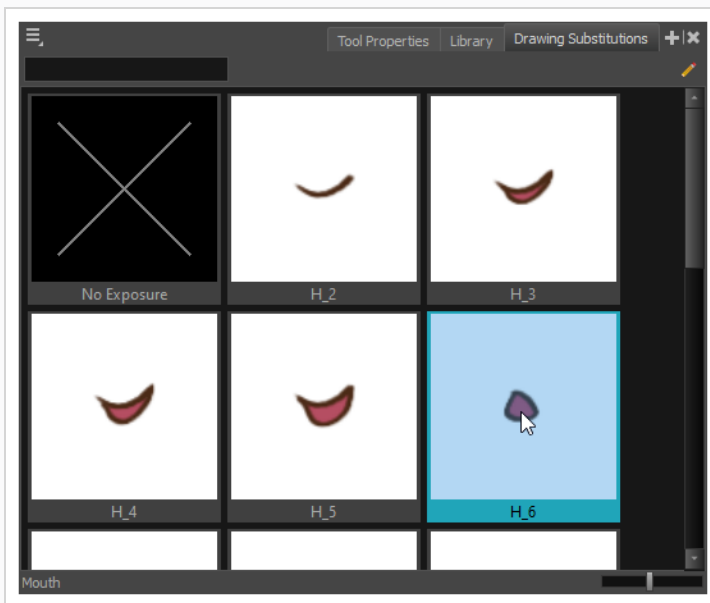 Tool Properties Library Drawing Substitutions
No Exposure H_2 H_3
H_4 H_5 H_6
Mouth